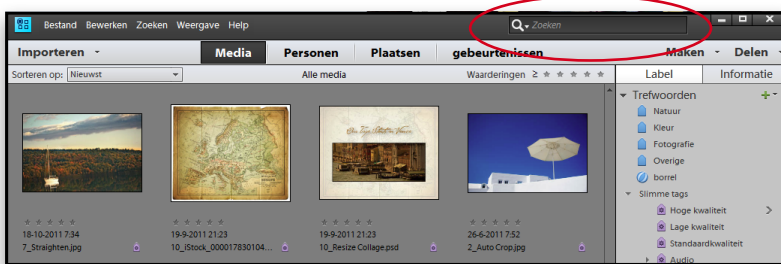 Bestand Bewerken Zoeken Weergave Help
Zoeken
Importeren Media Personen Plaatsen gebeurtenissen Maken Delen
Sorteren op: Nieuwst Alle media Waarderingen ≥ Label Informatie
Trefwoorden
Natuur
Kleur
Fotografie
Overige
borrel
Slimme tags
Hoge kwaliteit
Lage kwaliteit
Standaardkwaliteit
Audio
18-10-2011 7:34 19-9-2011 21:23 19-9-2011 21:23 26-6-2011 7:52
7_Straighten.jpg 10_iStock_000017830104... 10_Resize Collage.psd 2_Auto Crop.jpg